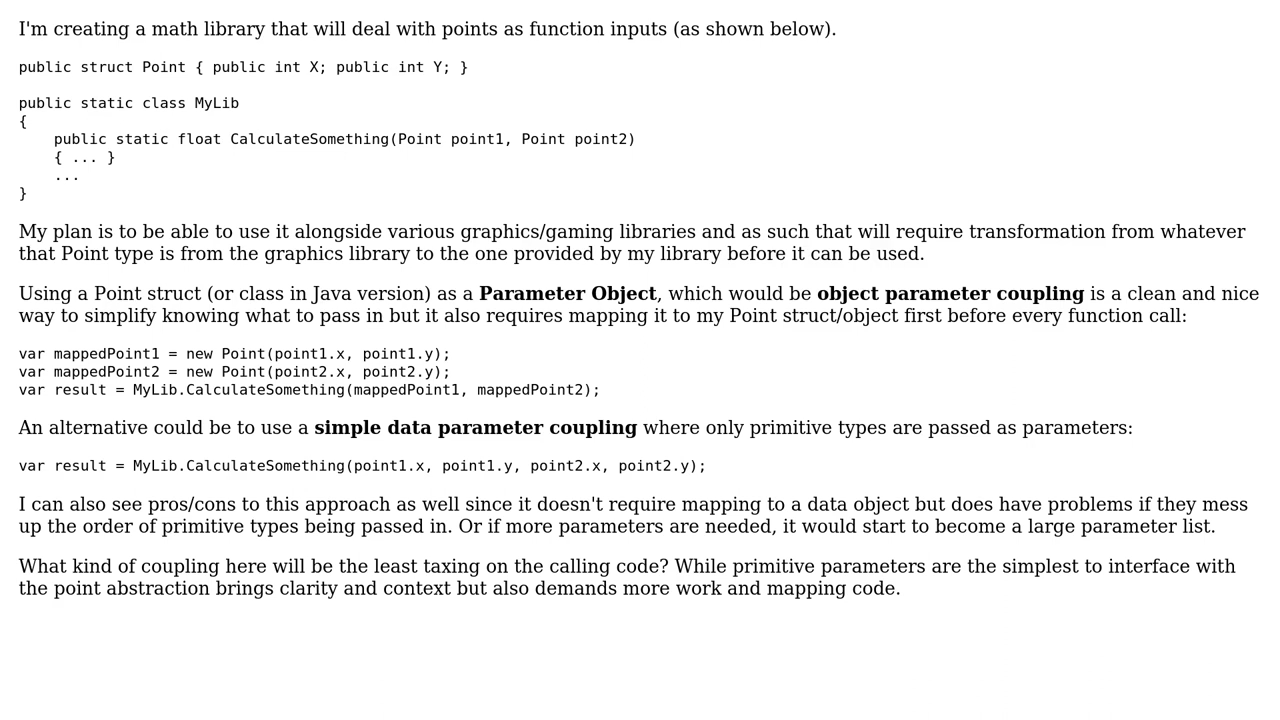 I'm creating a math library that will deal with points as function inputs (as shown below).
public struct Point { public int X; public int Y; }
public static class MyLib
{
    public static float CalculateSomething(Point point1, Point point2)
    { ... }
    ...
}
My plan is to be able to use it alongside various graphics/gaming libraries and as such that will require transformation from whatever
that Point type is from the graphics library to the one provided by my library before it can be used.
Using a Point struct (or class in Java version) as a Parameter Object, which would be object parameter coupling is a clean and nice
way to simplify knowing what to pass in but it also requires mapping it to my Point struct/object first before every function call:
var mappedPoint1 = new Point(point1.x, point1.y);
var mappedPoint2 = new Point(point2.x, point2.y);
var result = MyLib.CalculateSomething(mappedPoint1, mappedPoint2);
An alternative could be to use a simple data parameter coupling where only primitive types are passed as parameters:
var result = MyLib.CalculateSomething(point1.x, point1.y, point2.x, point2.y);
I can also see pros/cons to this approach as well since it doesn't require mapping to a data object but does have problems if they mess
up the order of primitive types being passed in. Or if more parameters are needed, it would start to become a large parameter list.
What kind of coupling here will be the least taxing on the calling code? While primitive parameters are the simplest to interface with
the point abstraction brings clarity and context but also demands more work and mapping code.